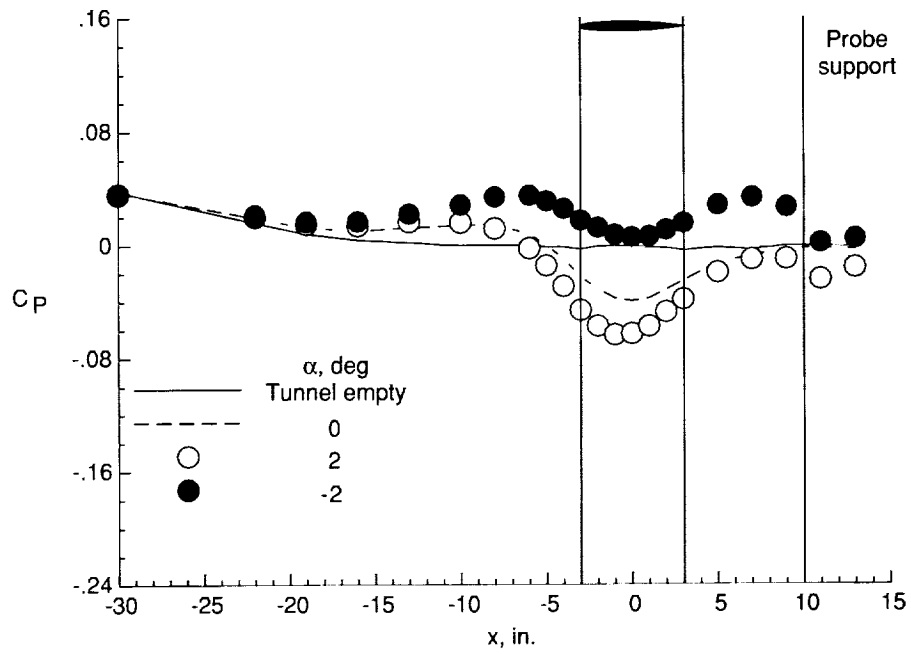 .16
Probe
support
.08
0
C P
-.08
α, deg
Tunnel empty
0
2
-.16
-2
-.24
-30 -25 -20 -15 -10 -5 0 5 10 15
x, in.